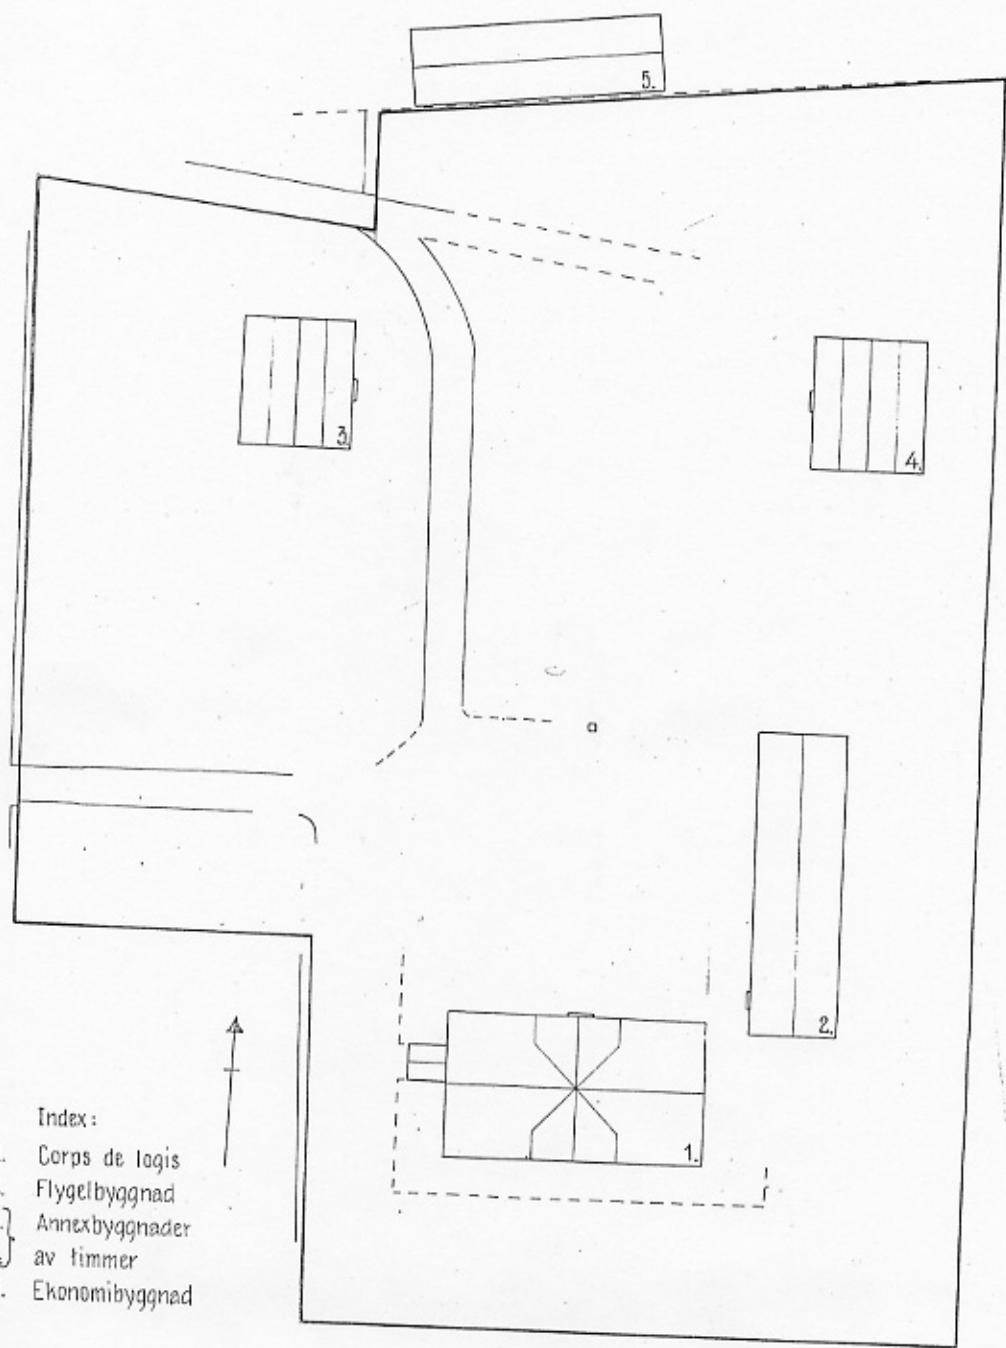 5.
3.
4.
a
2.
1.
Index:
Corps de logis
Flygelbyggnad
Annexbyggnader
av timmer
Ekonomibyggnad